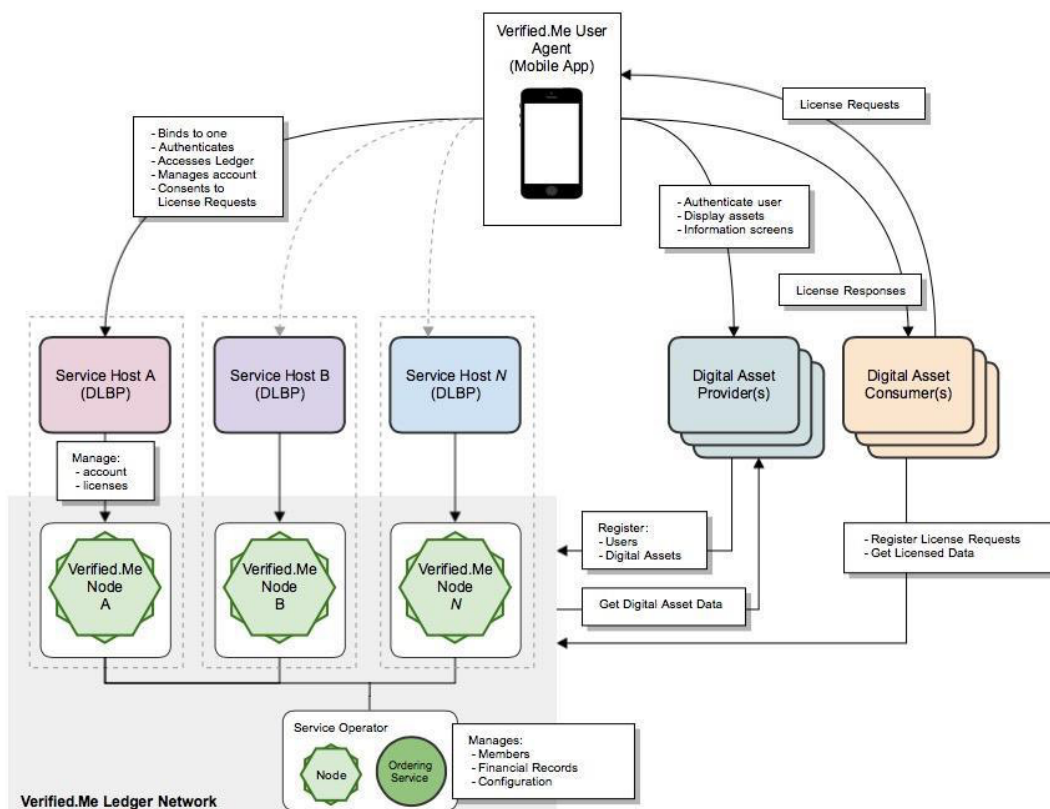 Verified.Me User
Agent
(Mobile App)
License Requests
- Binds to one
- Authenticates
- Accesses Ledger
- Manages account
- Consents to
License Requests
- Authenticate user
- Display assets
- Information screens
License Responses
Service Host A
(DLBP)
Service Host B
(DLBP)
Service Host N
(DLBP)
Digital Asset
Provider(s)
Digital Asset
Consumer(s)
Manage:
- account
- licenses
Verified.Me
Node
A
Verified.Me
Node
B
Verified.Me
Node
N
Register:
- Users
- Digital Assets
- Register License Requests
- Get Licensed Data
Get Digital Asset Data
Service Operator
Node
Ordering
Service
Manages:
- Members
- Financial Records
- Configuration
Verified.Me Ledger Network